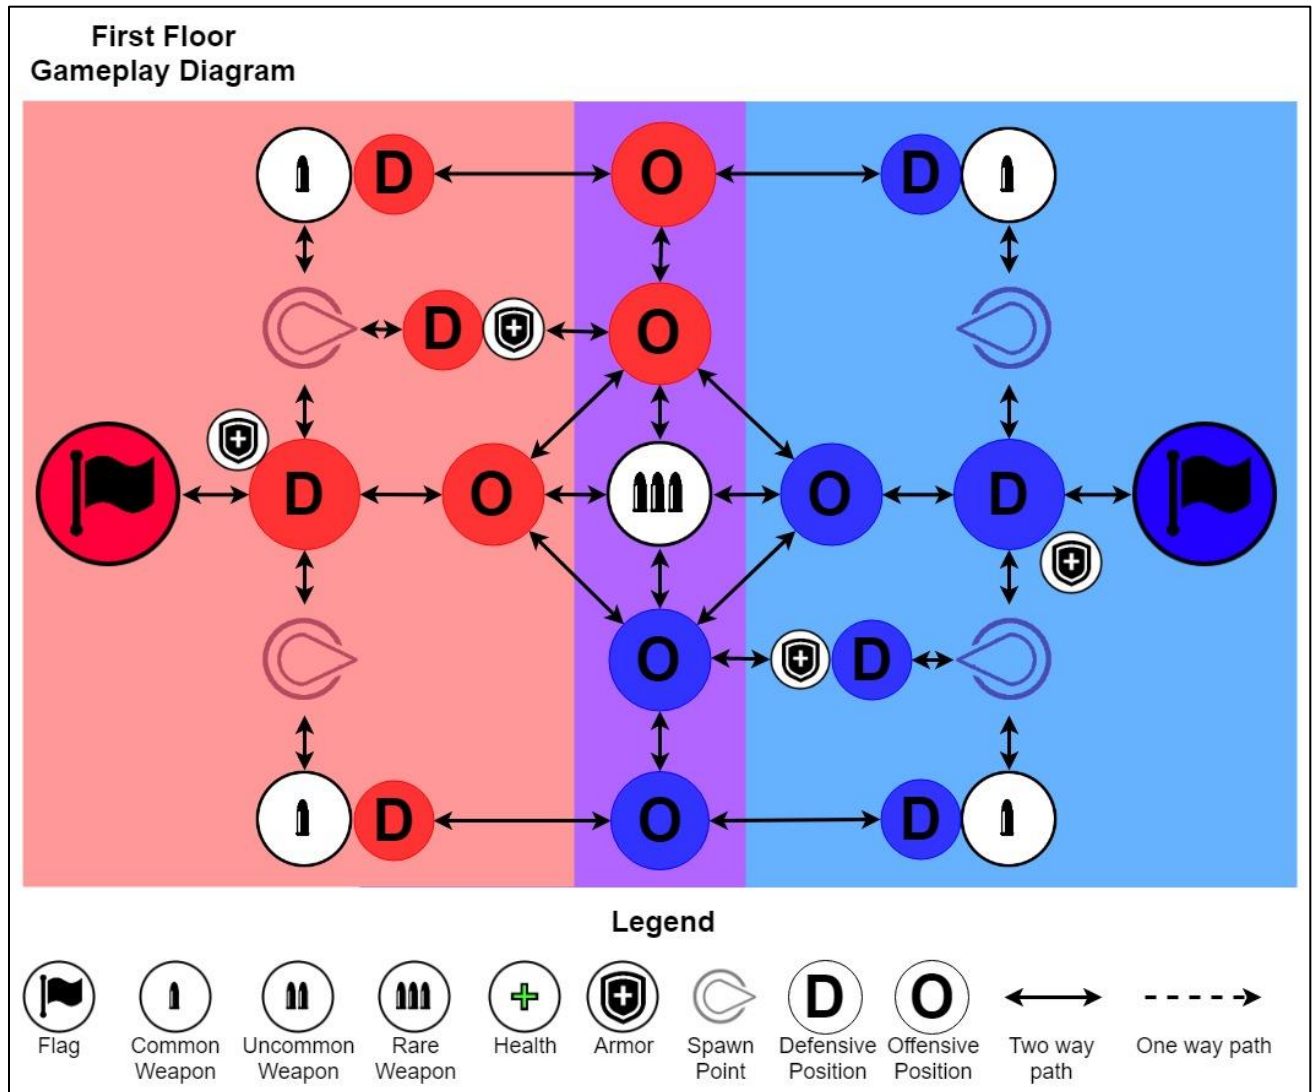 First Floor
Gameplay Diagram
D
O
D
D
O
D
O
O
D
O
D
D
O
D
Legend
D
O
Flag
Common
Weapon
Uncommon
Weapon
Rare
Weapon
Health
Armor
Spawn
Point
Defensive
Position
Offensive
Position
Two way
path
One way path